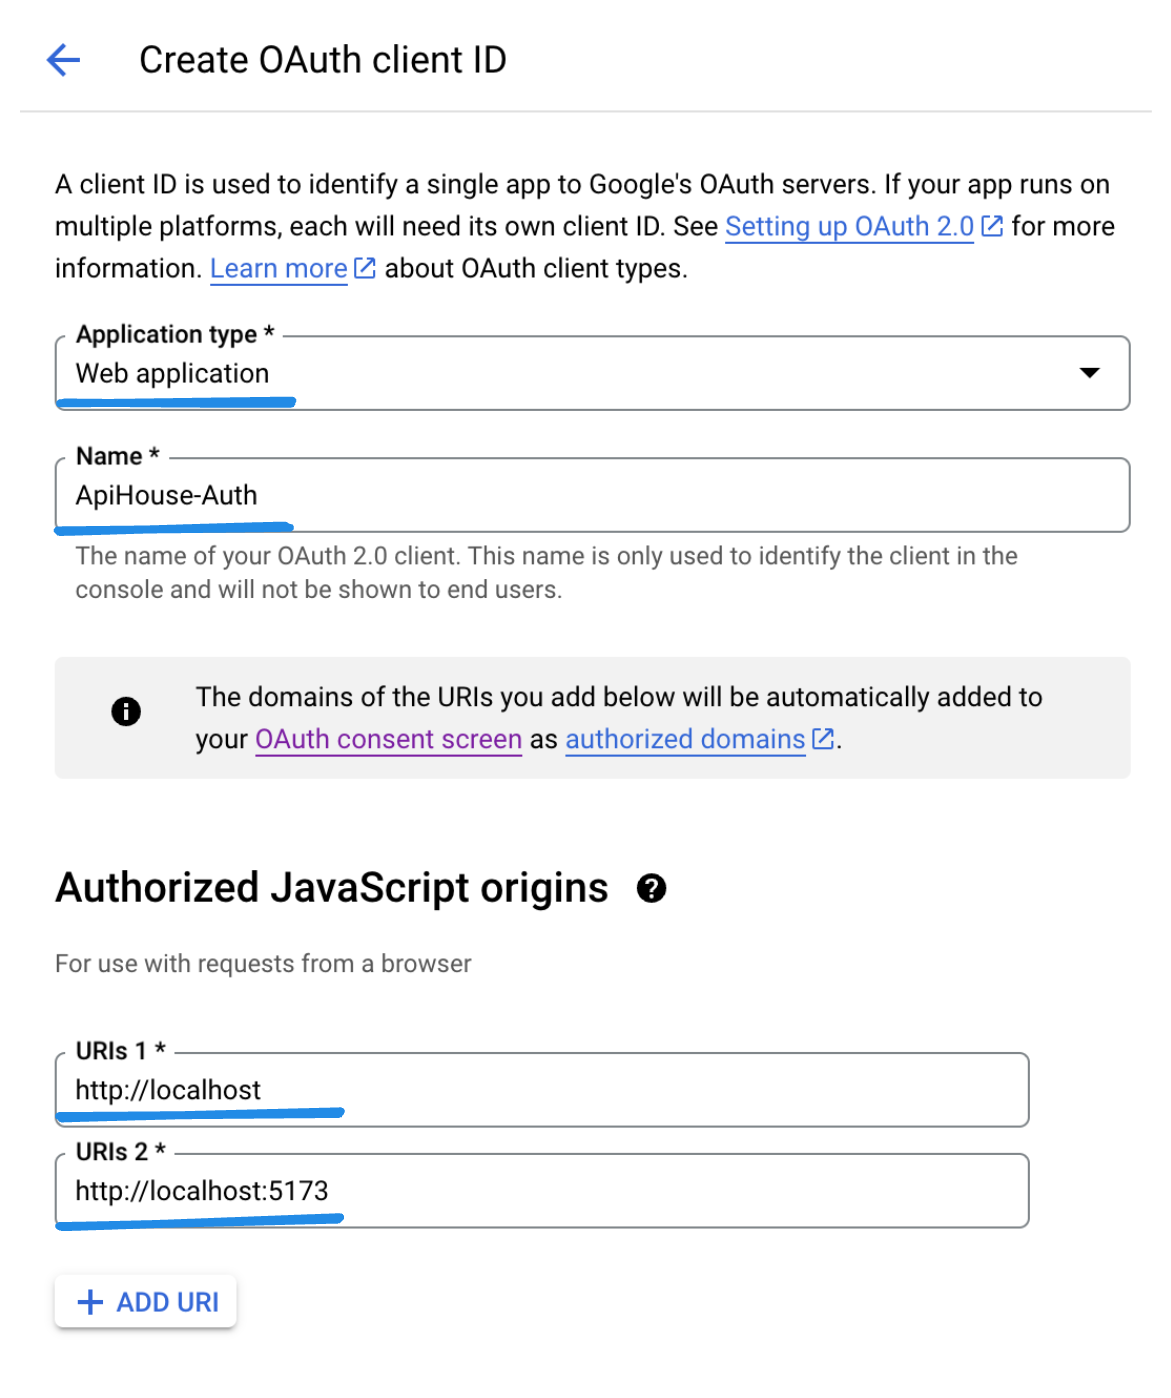 Create OAuth client ID
A client ID is used to identify a single app to Google's OAuth servers. If your app runs on
multiple platforms, each will need its own client ID. See Setting up OAuth 2.0 for more
information. Learn more about OAuth client types.
Application type *
Web application
Name *
ApiHouse-Auth
The name of your OAuth 2.0 client. This name is only used to identify the client in the
console and will not be shown to end users.
The domains of the URIs you add below will be automatically added to
your OAuth consent screen as authorized domains.
Authorized JavaScript origins
For use with requests from a browser
URIs 1 *
http://localhost
URIs 2 *
http://localhost:5173
ADD URI